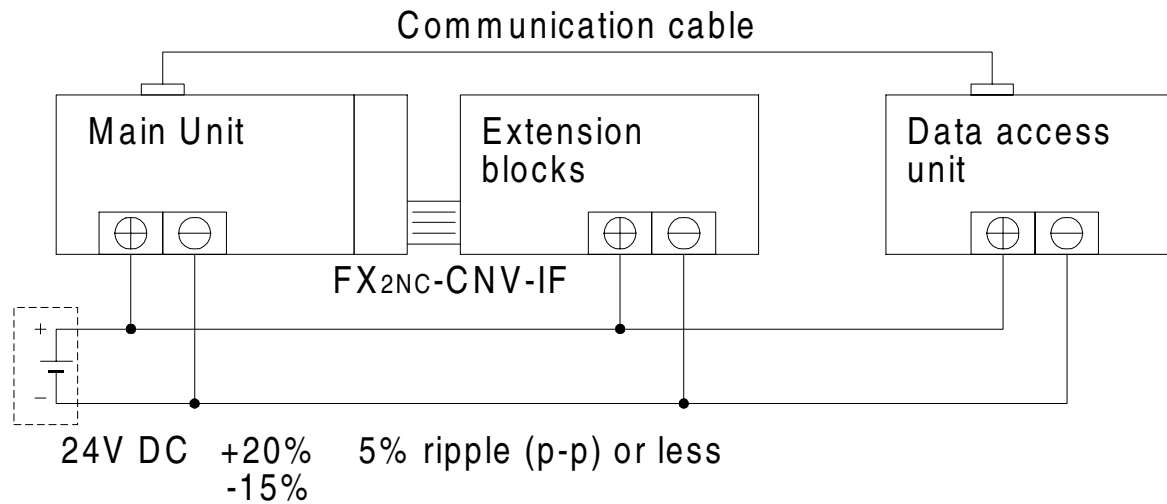 Communication cable
Main Unit
Extension
blocks
Data access
unit
FX2NC-CNV-IF
+
−
24V DC +20% 5% ripple (p-p) or less
-15%